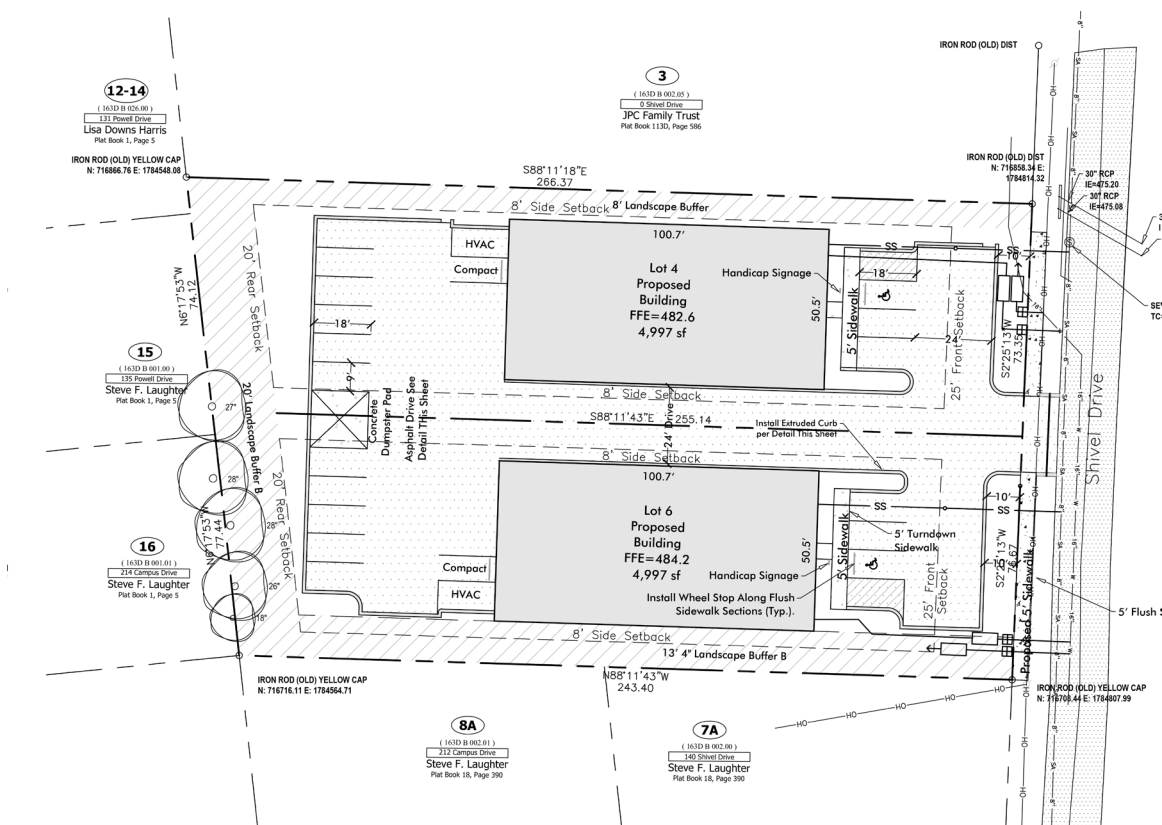 IRON ROD (OLD) DIST
12-14
( 163D B 026.00 )
131 Powell Drive
Lisa Downs Harris
Plat Book 1, Page 5
3
( 163D B 002.05 )
0 Shivel Drive
JPC Family Trust
Plat Book 113D, Page 586
IRON ROD (OLD) YELLOW CAP
N: 716866.76 E: 1784548.08
IRON ROD (OLD) DIST
N: 716858.34 E:
1784814.32
30" RCP
IE=475.20
30" RCP
IE=475.08
S88°11'18"E
266.37
8' Side Setback
8' Landscape Buffer
N6°17'53"W
74.12
20' Rear Setback
HVAC
Compact
100.7'
Lot 4
Proposed
Building
FFE=482.6
4,997 sf
50.5'
Handicap Signage
5' Sidewalk
18'
SS
SS
10'
24'
25' Front Setback
S2°25'13"W
73.35
18'
9'
15
( 163D B 001.00 )
135 Powell Drive
Steve F. Laughter
Plat Book 1, Page 5
27"
20' Landscape Buffer B
Concrete
Dumpster Pad
Asphalt Drive See
Detail This Sheet
8' Side Setback
S88°11'43"E
255.14
24' Drive
Install Extruded Curb
per Detail This Sheet
8' Side Setback
Shivel Drive
28"
28"
26"
18"
N6°17'53"W
77.44
20' Rear Setback
16
( 163D B 001.01 )
214 Campus Drive
Steve F. Laughter
Plat Book 1, Page 5
Compact
HVAC
100.7'
Lot 6
Proposed
Building
FFE=484.2
4,997 sf
50.5'
Handicap Signage
Install Wheel Stop Along Flush
Sidewalk Sections (Typ.).
5' Sidewalk
5' Turndown
Sidewalk
SS
SS
10'
10'
25' Front
Setback
Proposed 5' Sidewalk
5' Flush
8' Side Setback
13' 4" Landscape Buffer B
N88°11'43"W
243.40
IRON ROD (OLD) YELLOW CAP
N: 716716.11 E: 1784564.71
IRON ROD (OLD) YELLOW CAP
N: 716708.44 E: 1784807.99
OH
OH
OH
OH
8A
( 163D B 002.01 )
212 Campus Drive
Steve F. Laughter
Plat Book 18, Page 390
7A
( 163D B 002.00 )
140 Shivel Drive
Steve F. Laughter
Plat Book 18, Page 390